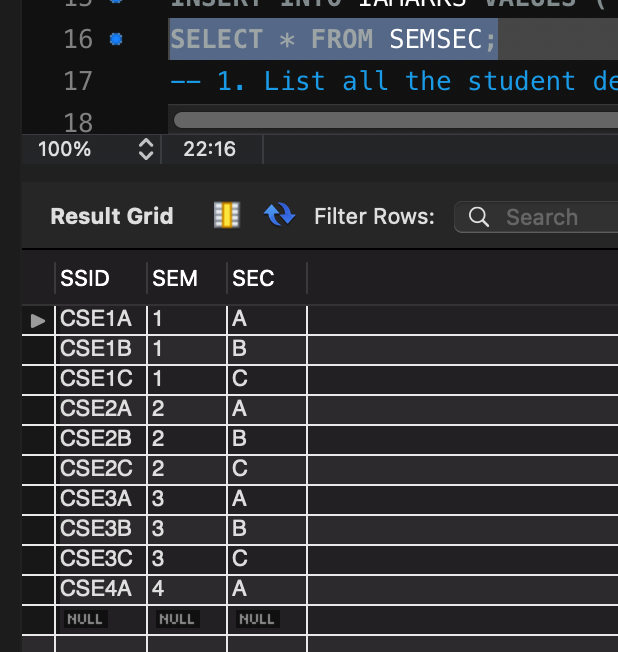 15 INSERT INTO IAMARKS VALUES (
16 SELECT * FROM SEMSEC;
17 -- 1. List all the student de
18
100% 22:16
Result Grid Filter Rows: Search
SSID SEM SEC
CSE1A 1 A
CSE1B 1 B
CSE1C 1 C
CSE2A 2 A
CSE2B 2 B
CSE2C 2 C
CSE3A 3 A
CSE3B 3 B
CSE3C 3 C
CSE4A 4 A
NULL NULL NULL